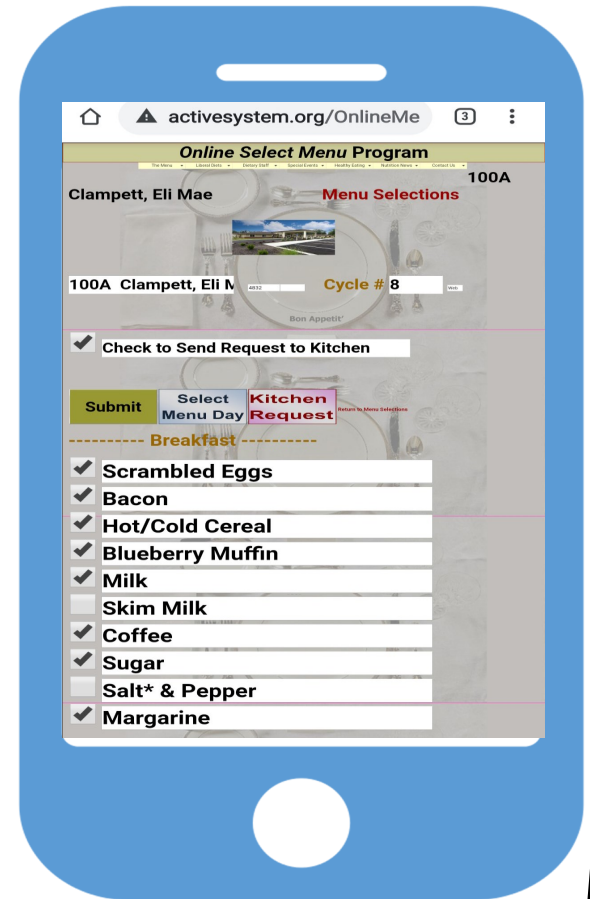 activesystem.org/OnlineMe 3
Online Select Menu Program
The Menu Liberal Diets Dietary Staff Special Events Healthy Eating Nutrition News Contact Us
100A
Clampett, Eli Mae Menu Selections
100A Clampett, Eli M AB32 Cycle # 8 Web
Bon Appetit'
Check to Send Request to Kitchen
Submit Select Menu Day Kitchen Request Return to Menu Selections
---------- Breakfast ----------
Scrambled Eggs
Bacon
Hot/Cold Cereal
Blueberry Muffin
Milk
Skim Milk
Coffee
Sugar
Salt* & Pepper
Margarine